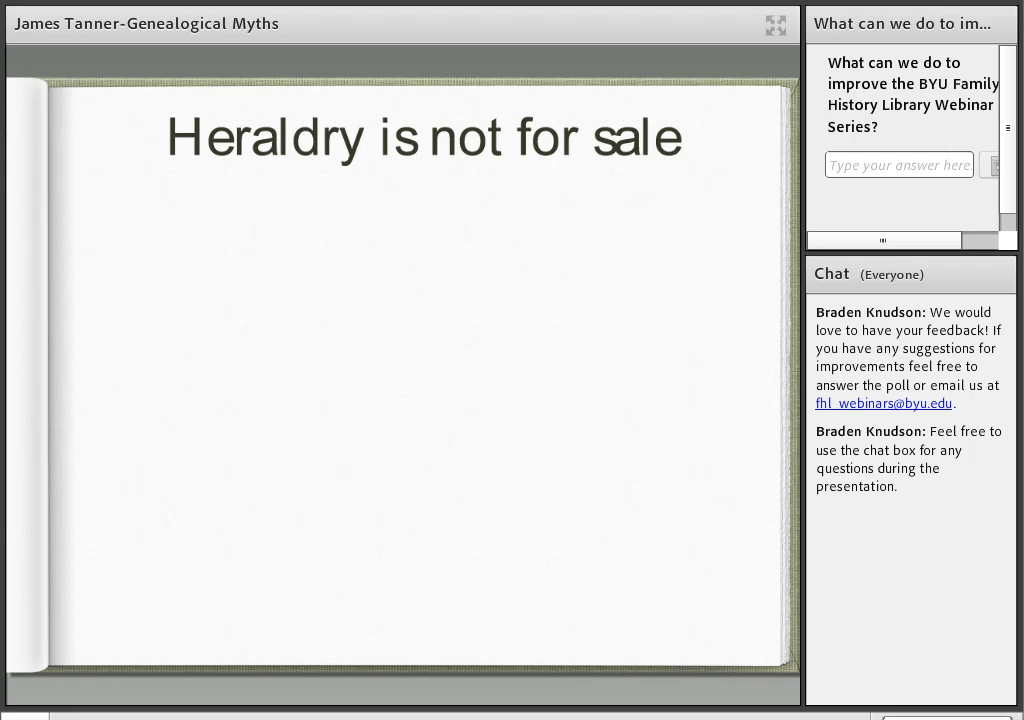 James Tanner-Genealogical Myths
Heraldry is not for sale
What can we do to im...
What can we do to
improve the BYU Family
History Library Webinar
Series?
Type your answer here.
Chat (Everyone)
Braden Knudson: We would
love to have your feedback! If
you have any suggestions for
improvements feel free to
answer the poll or email us at
fhl_webinars@byu.edu.
Braden Knudson: Feel free to
use the chat box for any
questions during the
presentation.